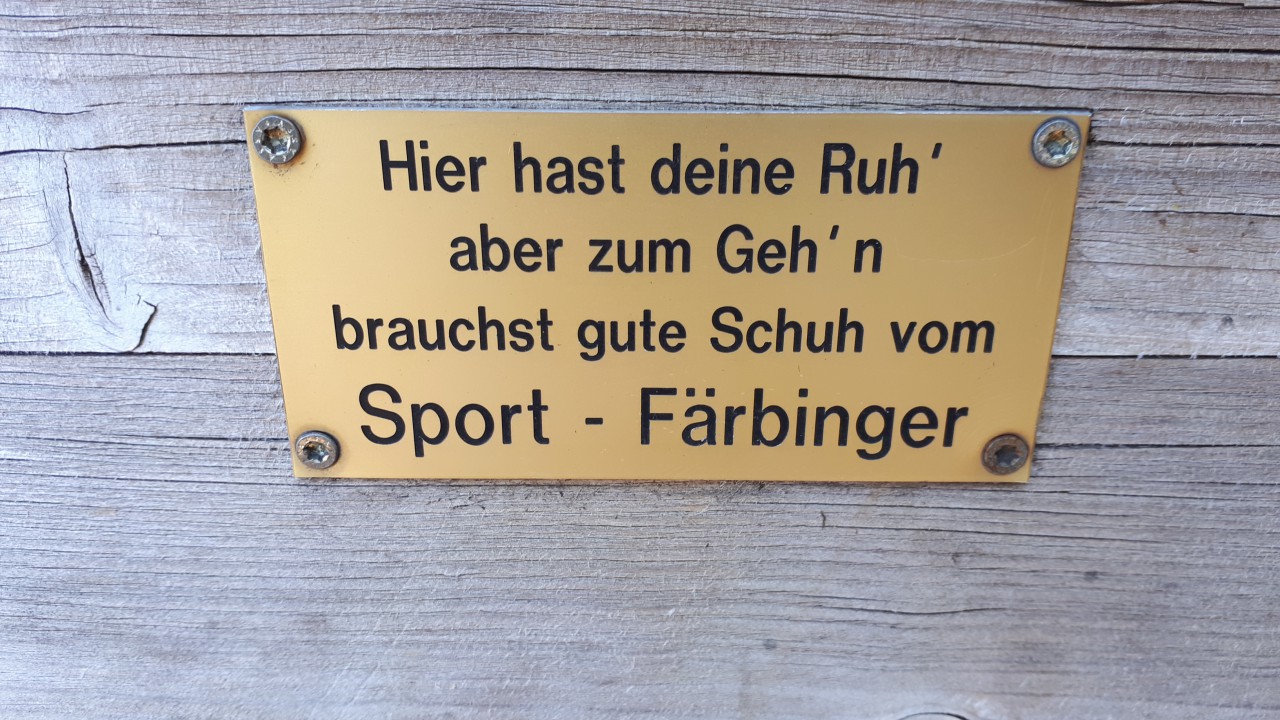 Hier hast deine Ruh'
aber zum Geh'n
brauchst gute Schuh vom
Sport - Färbinger